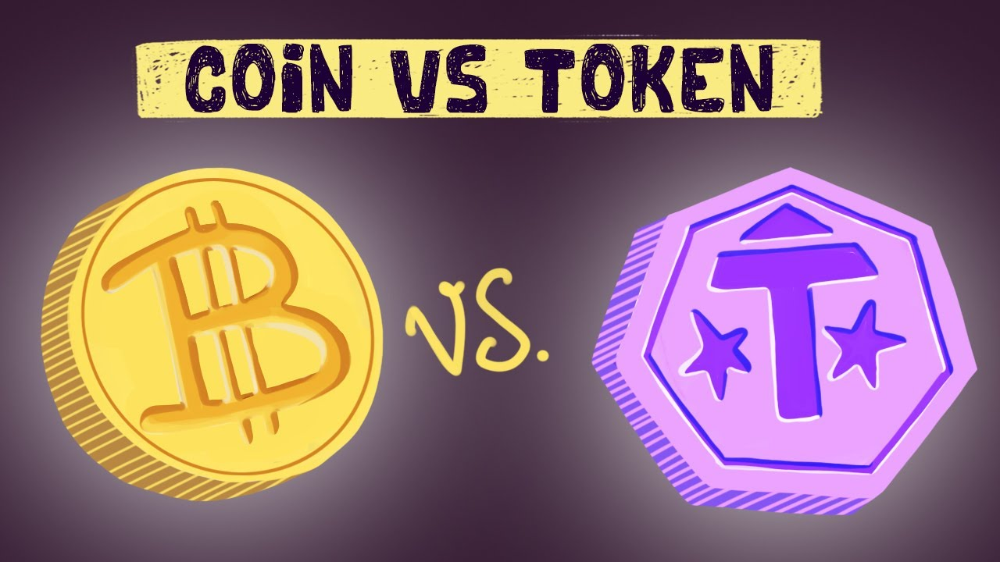 COiN VS TOKEN
B
VS.
T